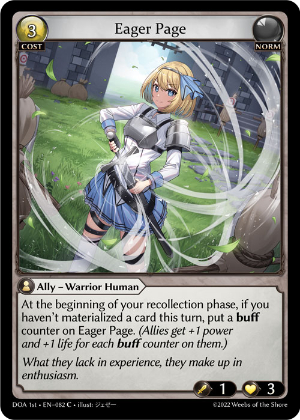 Eager Page
3
COST
NORM
Ally – Warrior Human
At the beginning of your recollection phase, if you
haven't materialized a card this turn, put a buff
counter on Eager Page. (Allies get +1 power
and +1 life for each buff counter on them.)
What they lack in experience, they make up in
enthusiasm.
1
3
DOA 1st • EN-082 C • illust: ジェせー
©2022 Weebs of the Shore